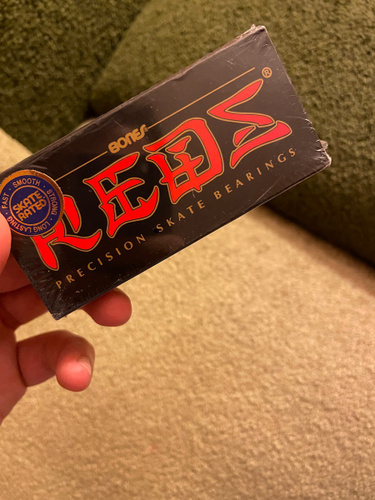 BONES
REDS®
PRECISION SKATE BEARINGS
FAST · SMOOTH · STRONG · LONG LASTING ·
SKATE
RATED